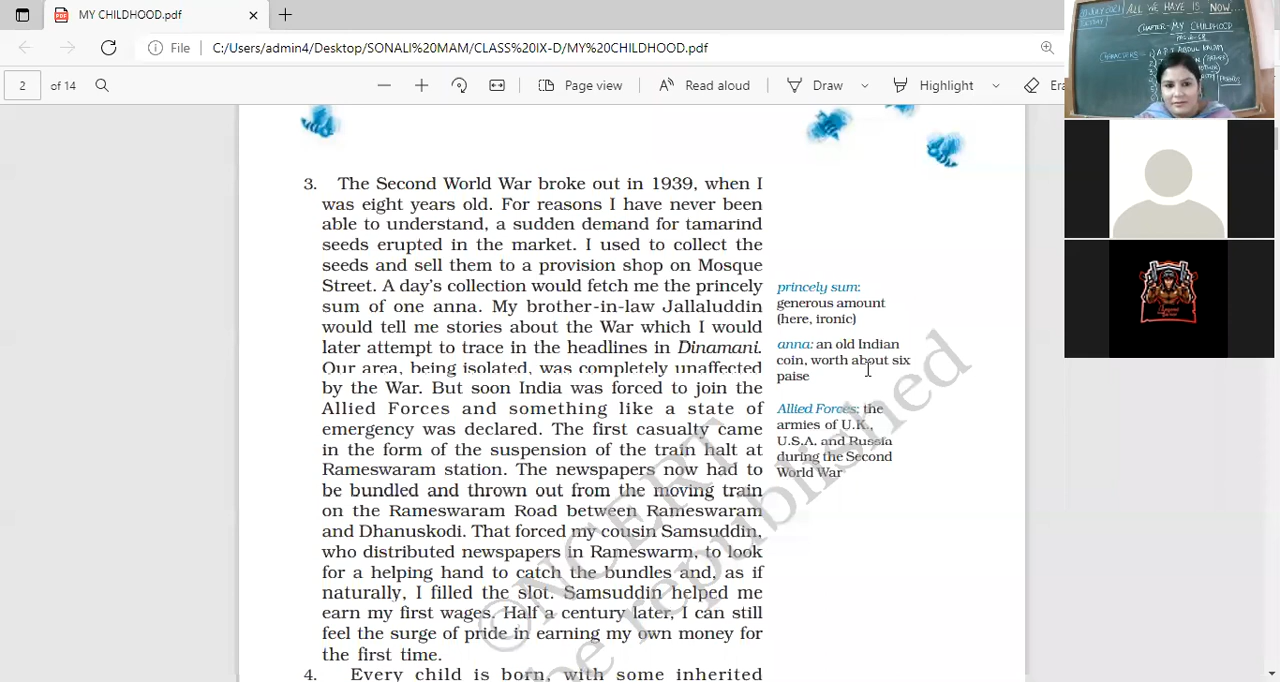 MY CHILDHOOD.pdf
File C:/Users/admin4/Desktop/SONALI%20MAM/CLASS%20IX-D/MY%20CHILDHOOD.pdf
2 of 14 Page view Read aloud Draw Highlight Era
3. The Second World War broke out in 1939, when I
was eight years old. For reasons I have never been
able to understand, a sudden demand for tamarind
seeds erupted in the market. I used to collect the
seeds and sell them to a provision shop on Mosque
Street. A day's collection would fetch me the princely
sum of one anna. My brother-in-law Jallaluddin
would tell me stories about the War which I would
later attempt to trace in the headlines in Dinamani.
Our area, being isolated, was completely unaffected
by the War. But soon India was forced to join the
Allied Forces and something like a state of
emergency was declared. The first casualty came
in the form of the suspension of the train halt at
Rameswaram station. The newspapers now had to
be bundled and thrown out from the moving train
on the Rameswaram Road between Rameswaram
and Dhanuskodi. That forced my cousin Samsuddin,
who distributed newspapers in Rameswarm, to look
for a helping hand to catch the bundles and, as if
naturally, I filled the slot. Samsuddin helped me
earn my first wages. Half a century later, I can still
feel the surge of pride in earning my own money for
the first time.
4. Every child is born, with some inherited
princely sum:
generous amount
(here, ironic)
anna: an old Indian
coin, worth about six
paise
Allied Forces: the
armies of U.K.,
U.S.A. and Russia
during the Second
World War
©NCERT
be republished
ALL WE HAVE IS NOW....
CHAPTER-MY CHILDHOOD
CHARACTERS